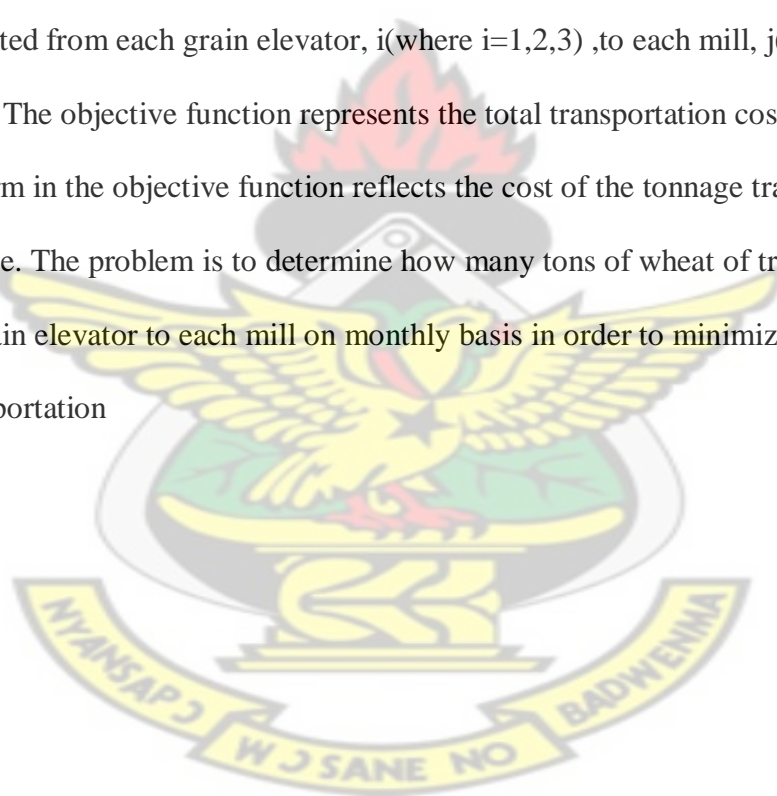 ted from each grain elevator, i(where i=1,2,3) ,to each mill, j
The objective function represents the total transportation cos
rm in the objective function reflects the cost of the tonnage tra
e. The problem is to determine how many tons of wheat of tr
in elevator to each mill on monthly basis in order to minimiz
portation
NYANSAPƆ
WƆ SANE NO
BADWENMA